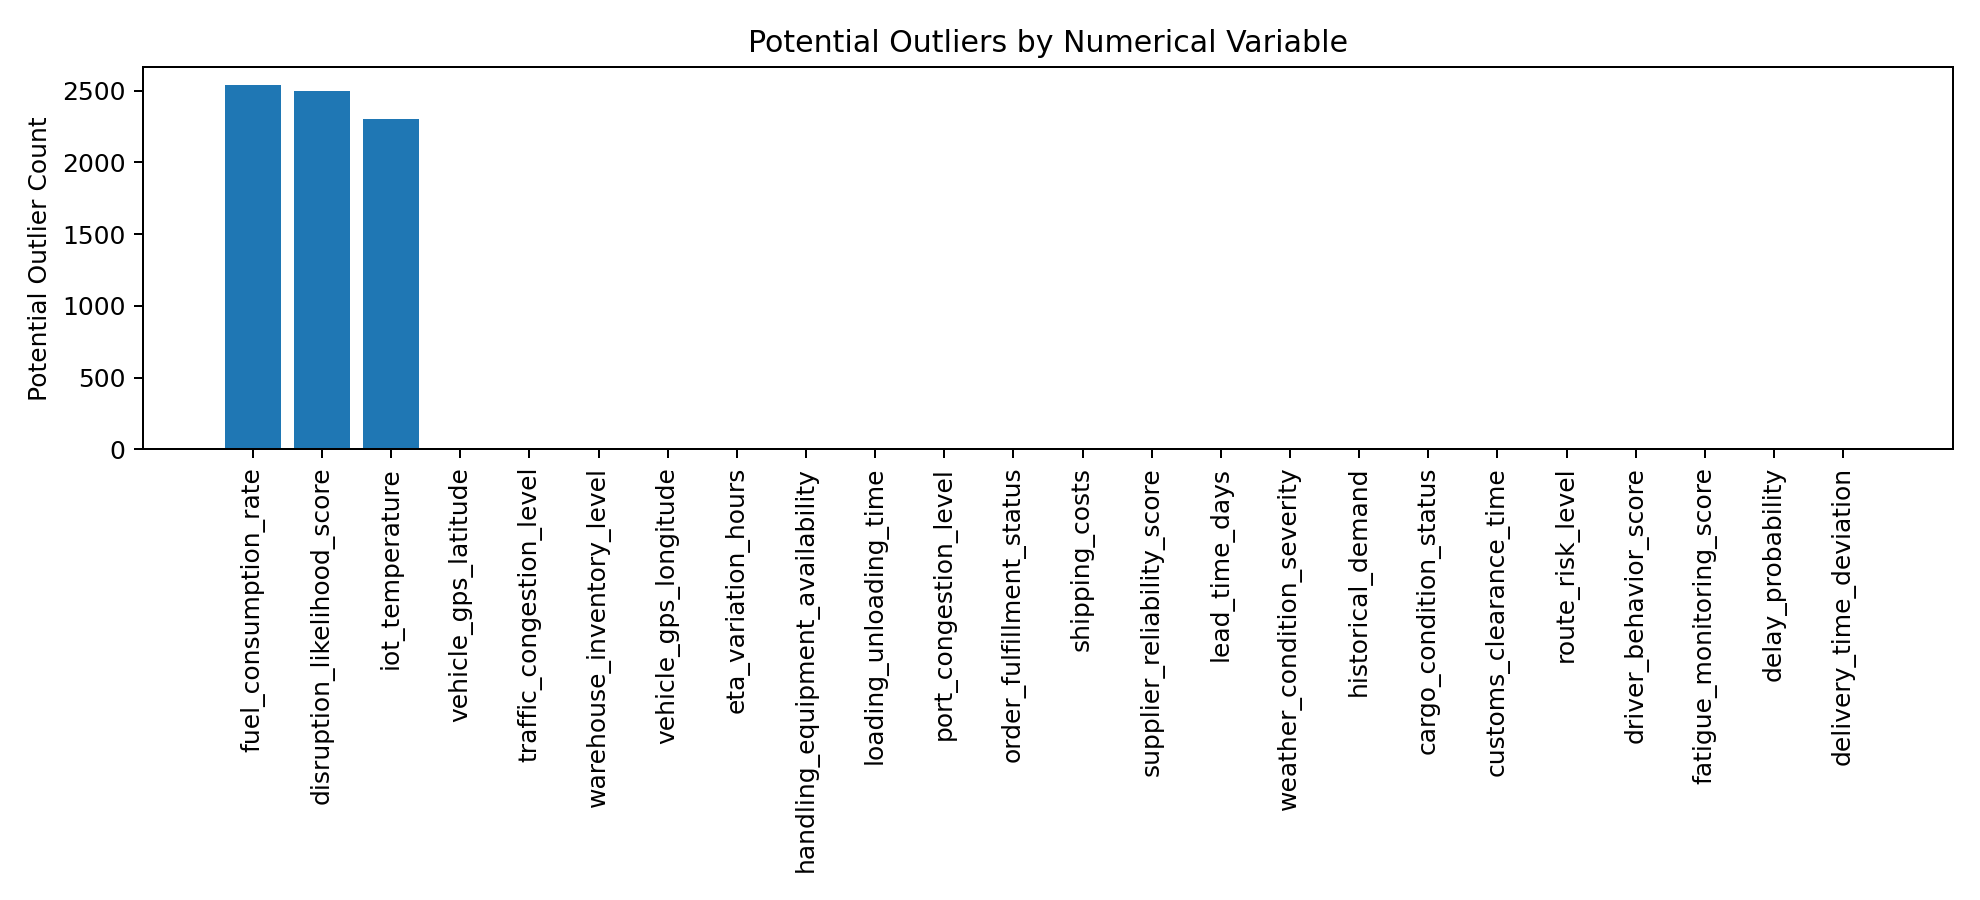 Potential Outliers by Numerical Variable
Potential Outlier Count
2500
2000
1500
1000
500
0
fuel_consumption_rate
disruption_likelihood_score
iot_temperature
vehicle_gps_latitude
traffic_congestion_level
warehouse_inventory_level
vehicle_gps_longitude
eta_variation_hours
handling_equipment_availability
loading_unloading_time
port_congestion_level
order_fulfillment_status
shipping_costs
supplier_reliability_score
lead_time_days
weather_condition_severity
historical_demand
cargo_condition_status
customs_clearance_time
route_risk_level
driver_behavior_score
fatigue_monitoring_score
delay_probability
delivery_time_deviation